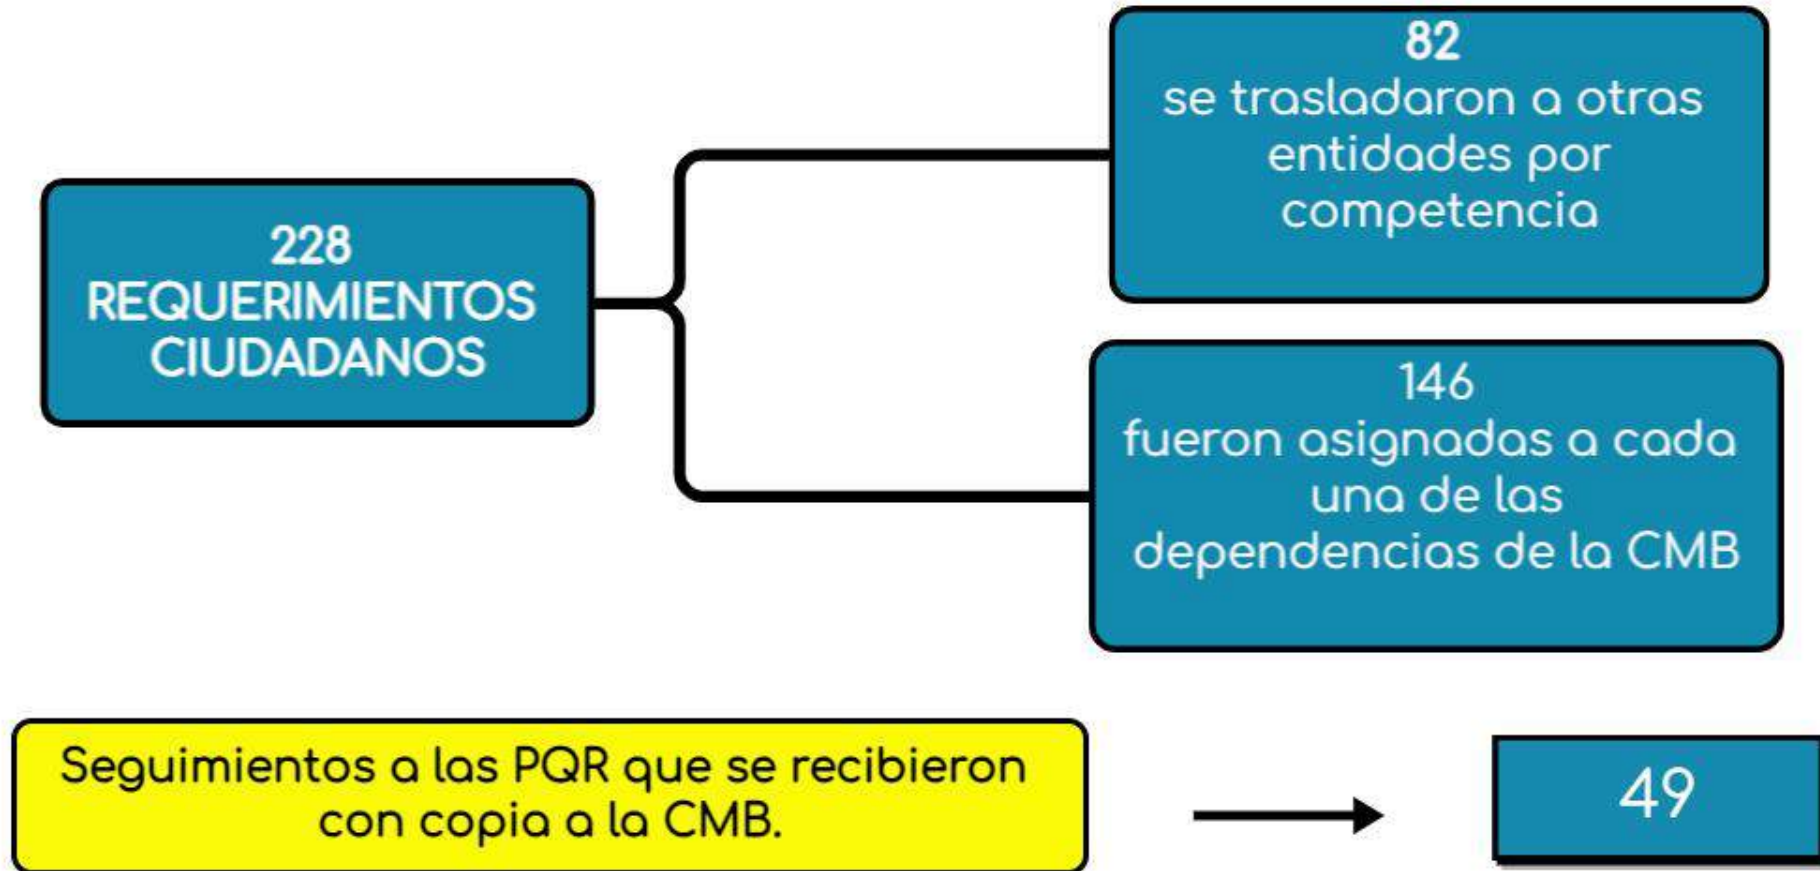 82
se trasladaron a otras
entidades por
competencia
228
REQUERIMIENTOS
CIUDADANOS
146
fueron asignadas a cada
una de las
dependencias de la CMB
Seguimientos a las PQR que se recibieron
con copia a la CMB.
49